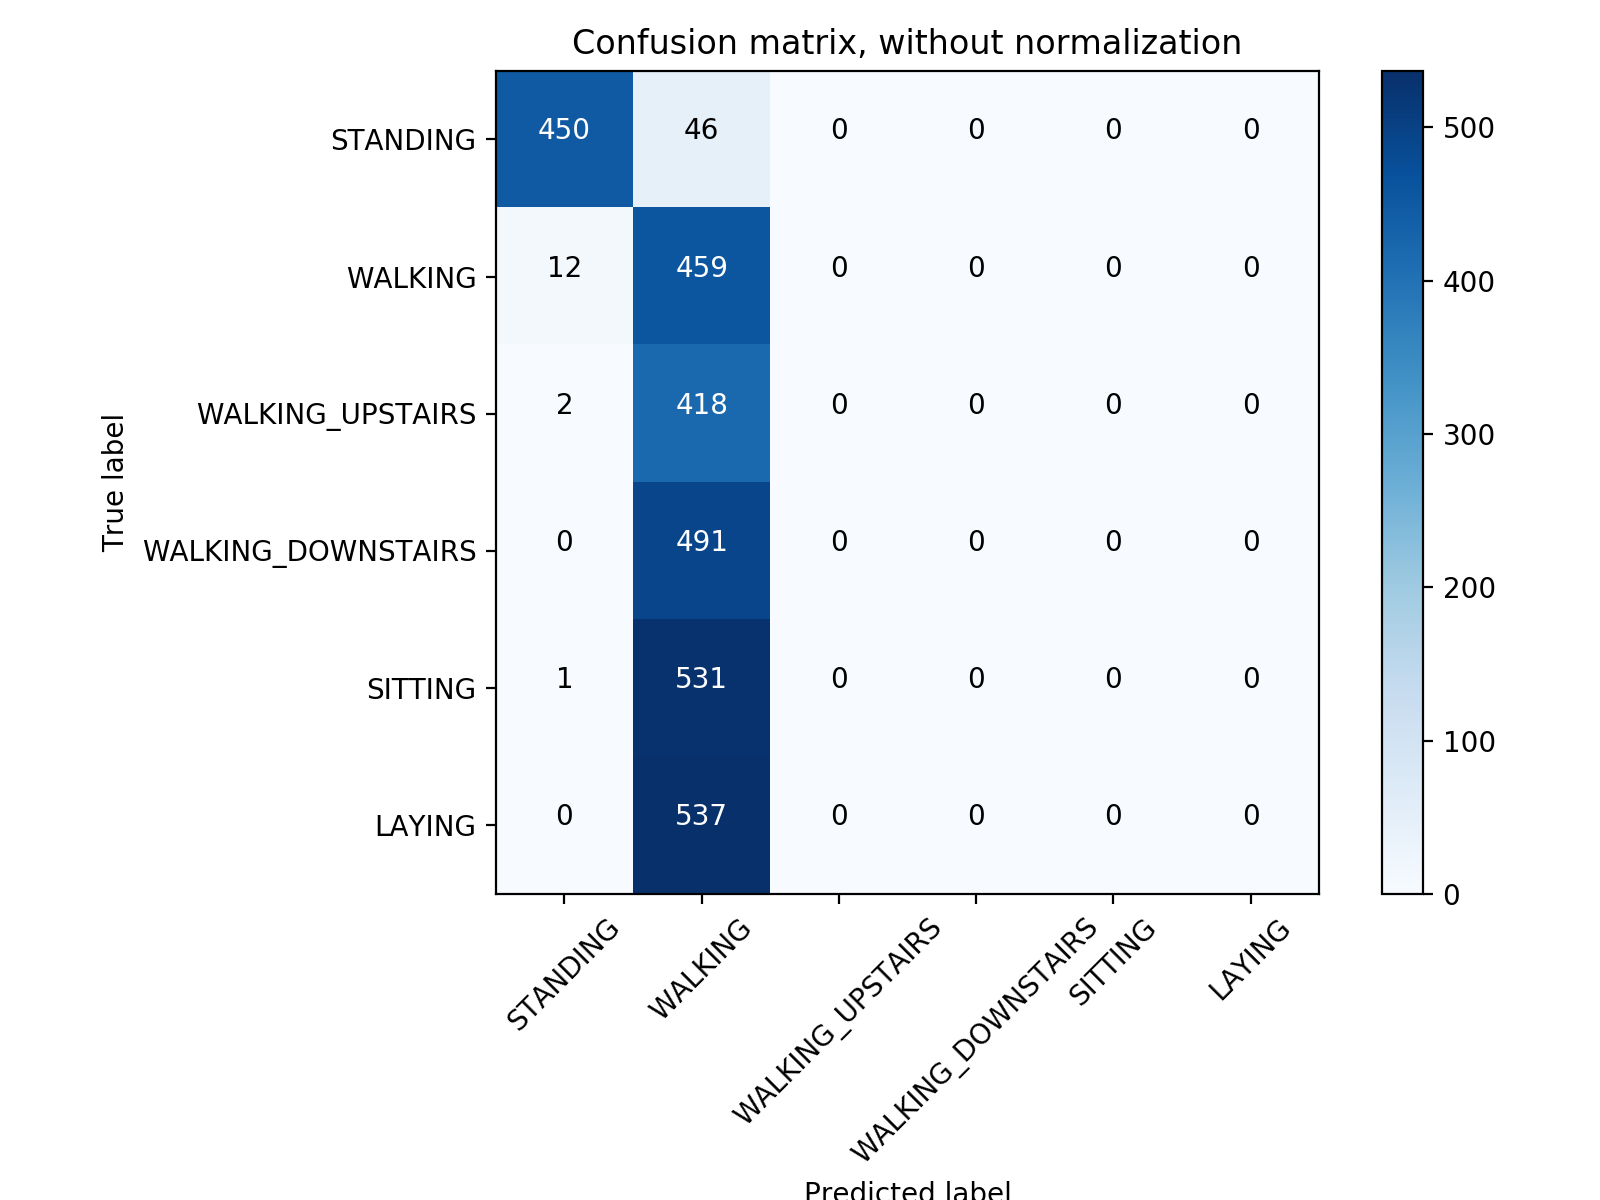 Confusion matrix, without normalization
STANDING 450 46 0 0 0 0
WALKING 12 459 0 0 0 0
WALKING_UPSTAIRS 2 418 0 0 0 0
WALKING_DOWNSTAIRS 0 491 0 0 0 0
SITTING 1 531 0 0 0 0
LAYING 0 537 0 0 0 0
True label
STANDING
WALKING
WALKING_UPSTAIRS
WALKING_DOWNSTAIRS
SITTING
LAYING
Predicted label
500
400
300
200
100
0